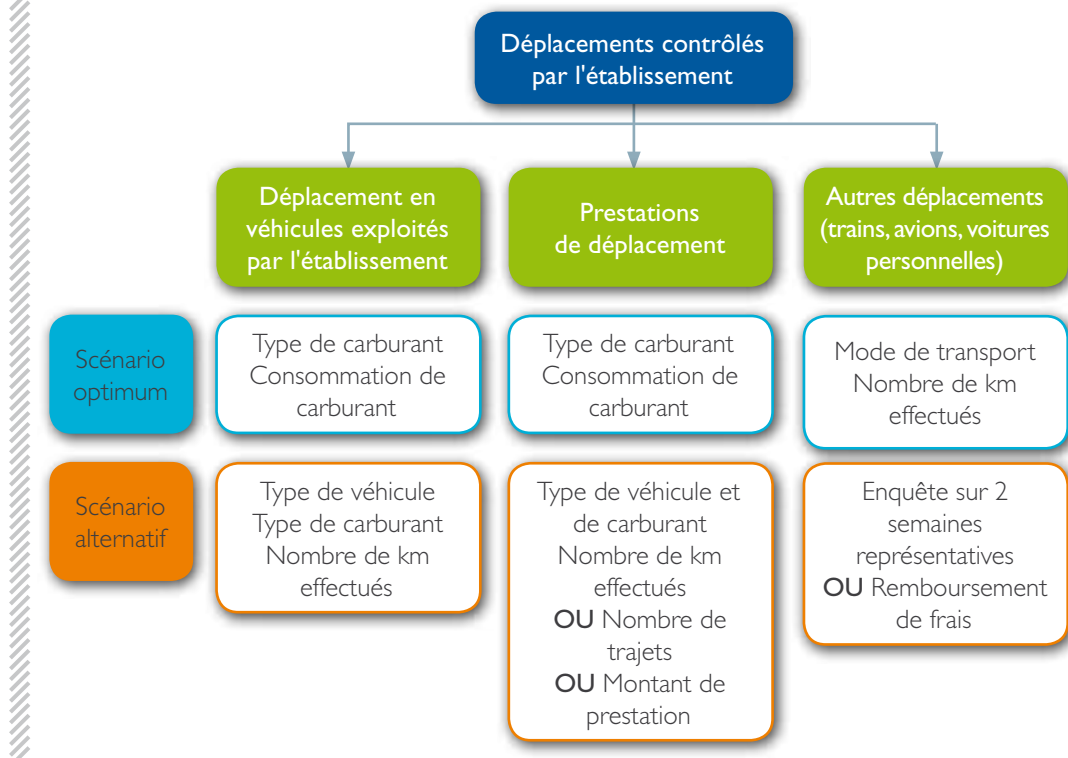 Déplacements contrôlés
par l'établissement
Déplacement en
véhicules exploités
par l'établissement
Prestations
de déplacement
Autres déplacements
(trains, avions, voitures
personnelles)
Scénario
optimum
Type de carburant
Consommation de
carburant
Type de carburant
Consommation de
carburant
Mode de transport
Nombre de km
effectués
Scénario
alternatif
Type de véhicule
Type de carburant
Nombre de km
effectués
Type de véhicule et
de carburant
Nombre de km
effectués
OU Nombre de
trajets
OU Montant de
prestation
Enquête sur 2
semaines
représentatives
OU Remboursement
de frais